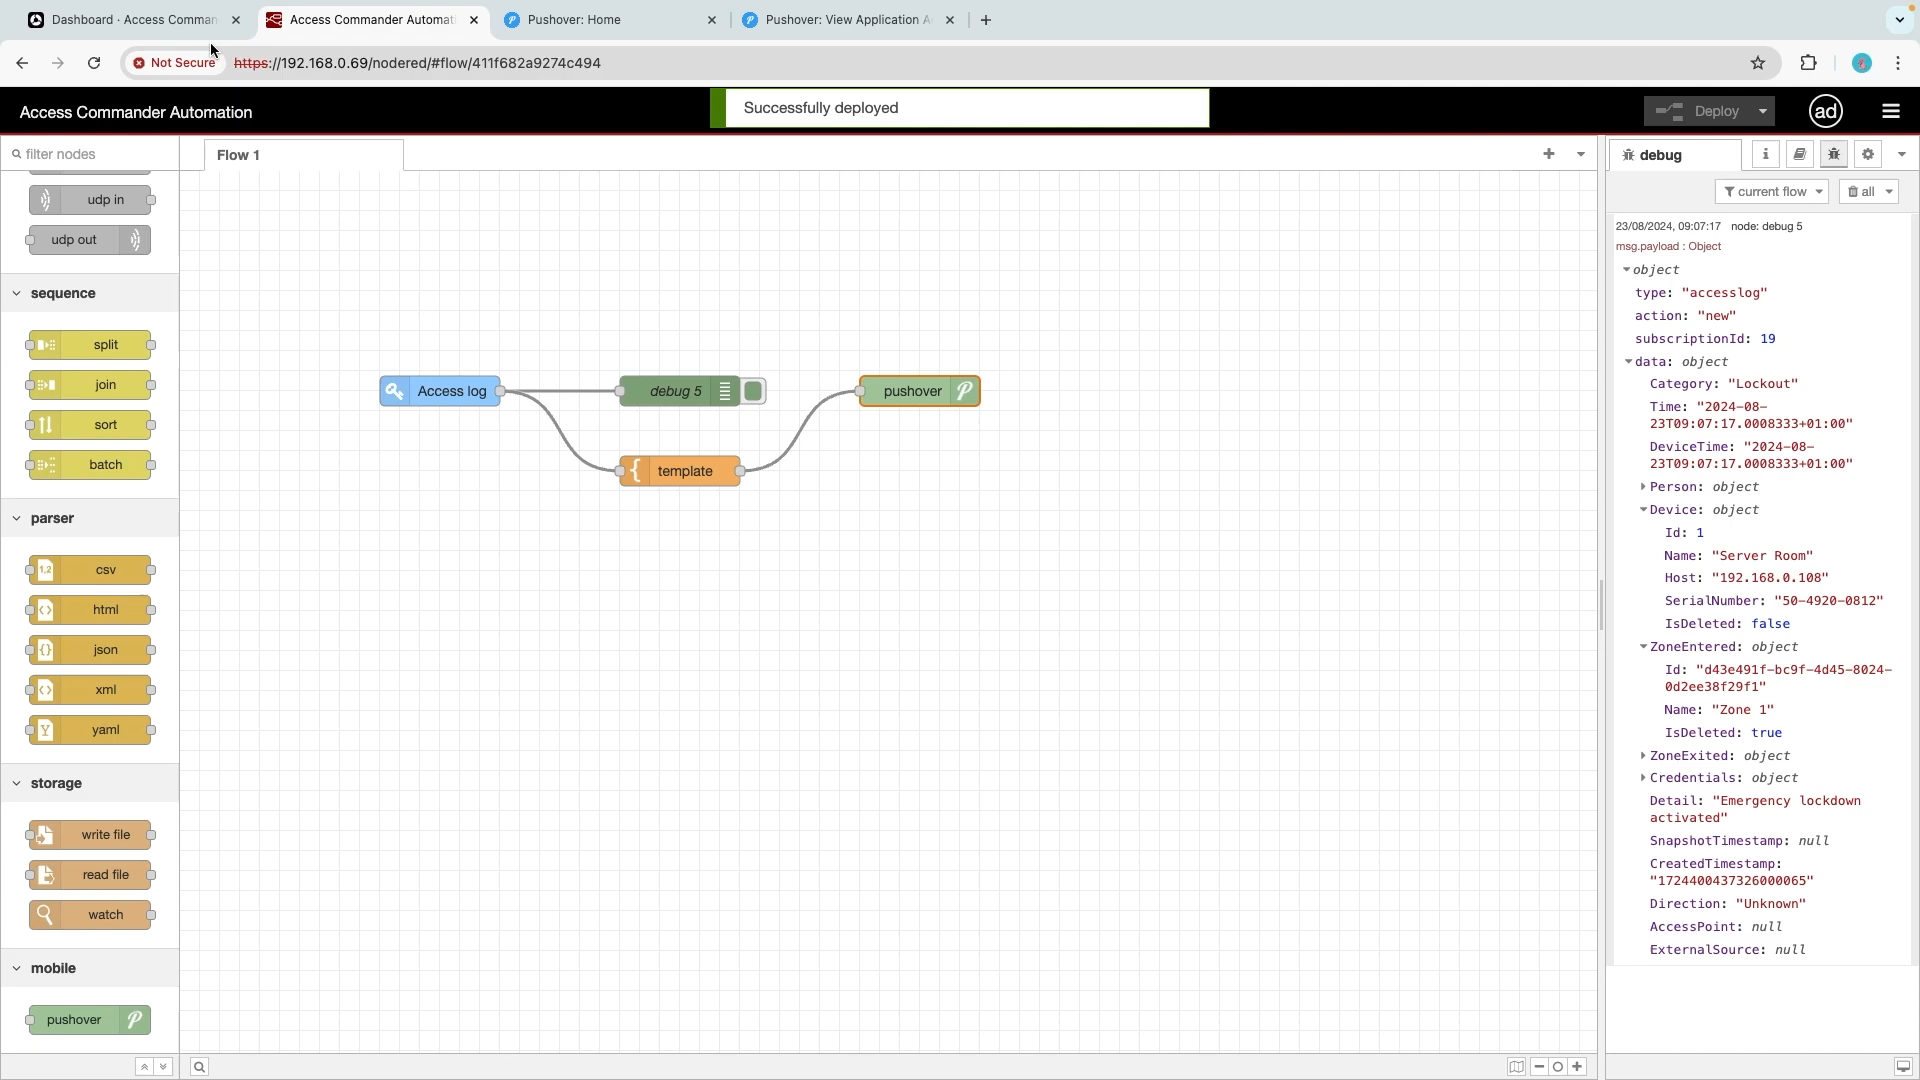 Dashboard · Access Comman
Access Commander Automati
Pushover: Home
Pushover: View Application A
Not Secure
https://192.168.0.69/nodered/#flow/411f682a9274c494
Access Commander Automation
Successfully deployed
Deploy
ad
filter nodes
Flow 1
debug
i
current flow
all
udp in
udp out
sequence
split
join
sort
batch
parser
csv
html
json
xml
yaml
storage
write file
read file
watch
mobile
pushover
Access log
debug 5
pushover
template
23/08/2024, 09:07:17 node: debug 5
msg.payload : Object
object
type: "accesslog"
action: "new"
subscriptionId: 19
data: object
Category: "Lockout"
Time: "2024-08-
23T09:07:17.0008333+01:00"
DeviceTime: "2024-08-
23T09:07:17.0008333+01:00"
Person: object
Device: object
Id: 1
Name: "Server Room"
Host: "192.168.0.108"
SerialNumber: "50-4920-0812"
IsDeleted: false
ZoneEntered: object
Id: "d43e491f-bc9f-4d45-8024-
0d2ee38f29f1"
Name: "Zone 1"
IsDeleted: true
ZoneExited: object
Credentials: object
Detail: "Emergency lockdown
activated"
SnapshotTimestamp: null
CreatedTimestamp:
"1724400437326000065"
Direction: "Unknown"
AccessPoint: null
ExternalSource: null